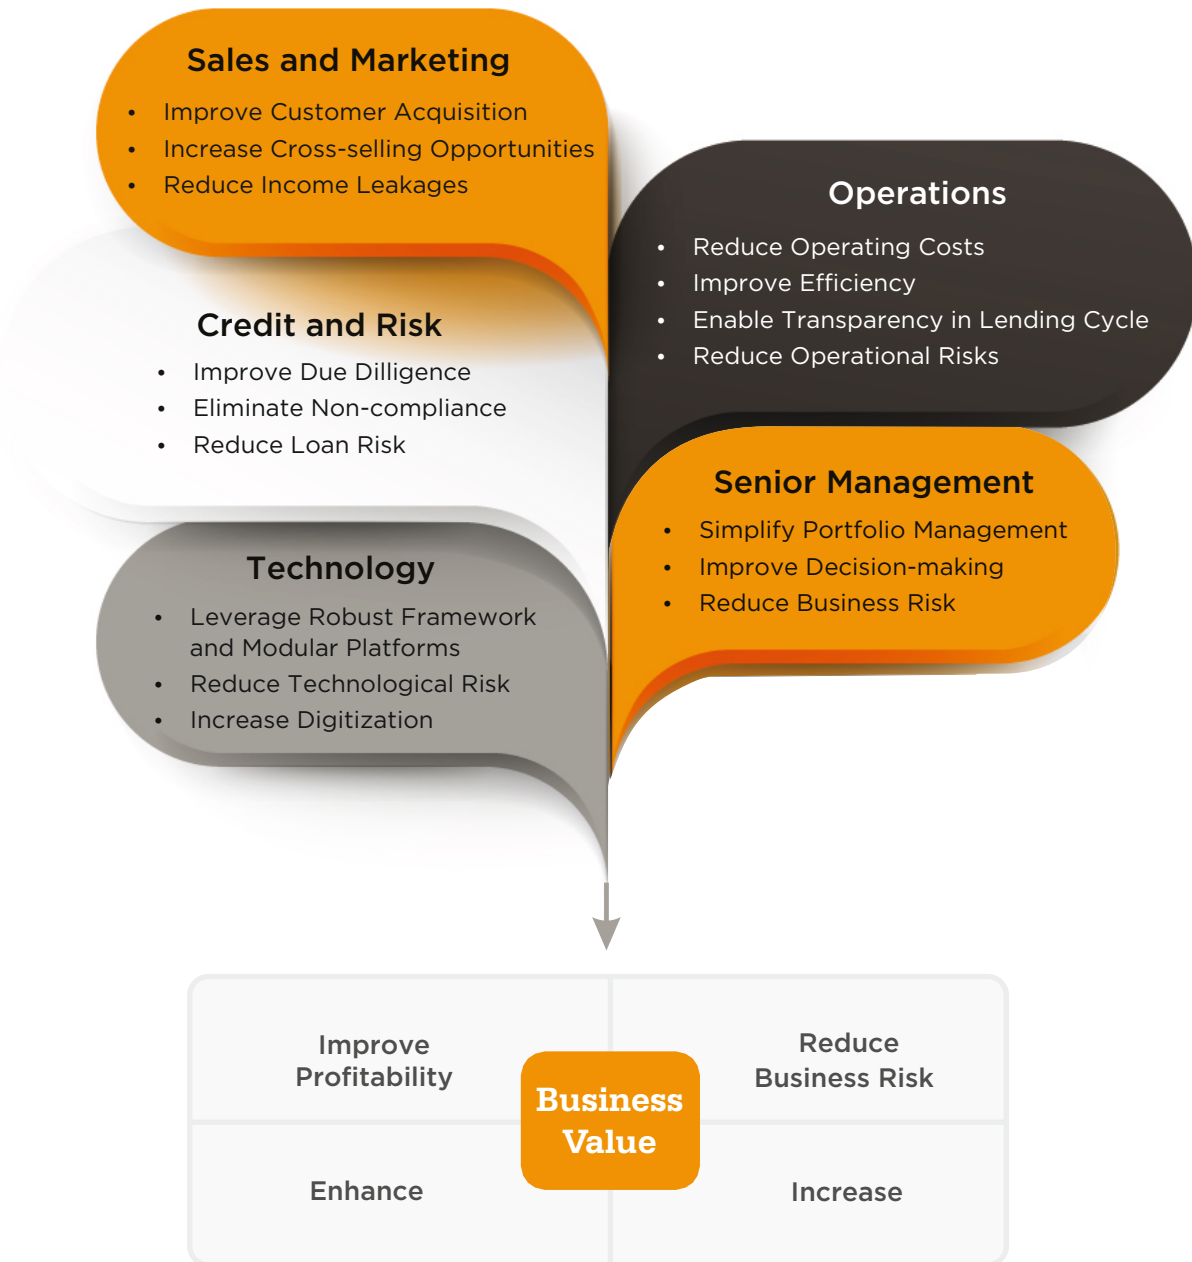 Sales and Marketing
• Improve Customer Acquisition
• Increase Cross-selling Opportunities
• Reduce Income Leakages
Operations
• Reduce Operating Costs
• Improve Efficiency
• Enable Transparency in Lending Cycle
• Reduce Operational Risks
Credit and Risk
• Improve Due Dilligence
• Eliminate Non-compliance
• Reduce Loan Risk
Senior Management
• Simplify Portfolio Management
• Improve Decision-making
• Reduce Business Risk
Technology
• Leverage Robust Framework
and Modular Platforms
• Reduce Technological Risk
• Increase Digitization
Improve
Profitability
Reduce
Business Risk
Business
Value
Enhance
Increase